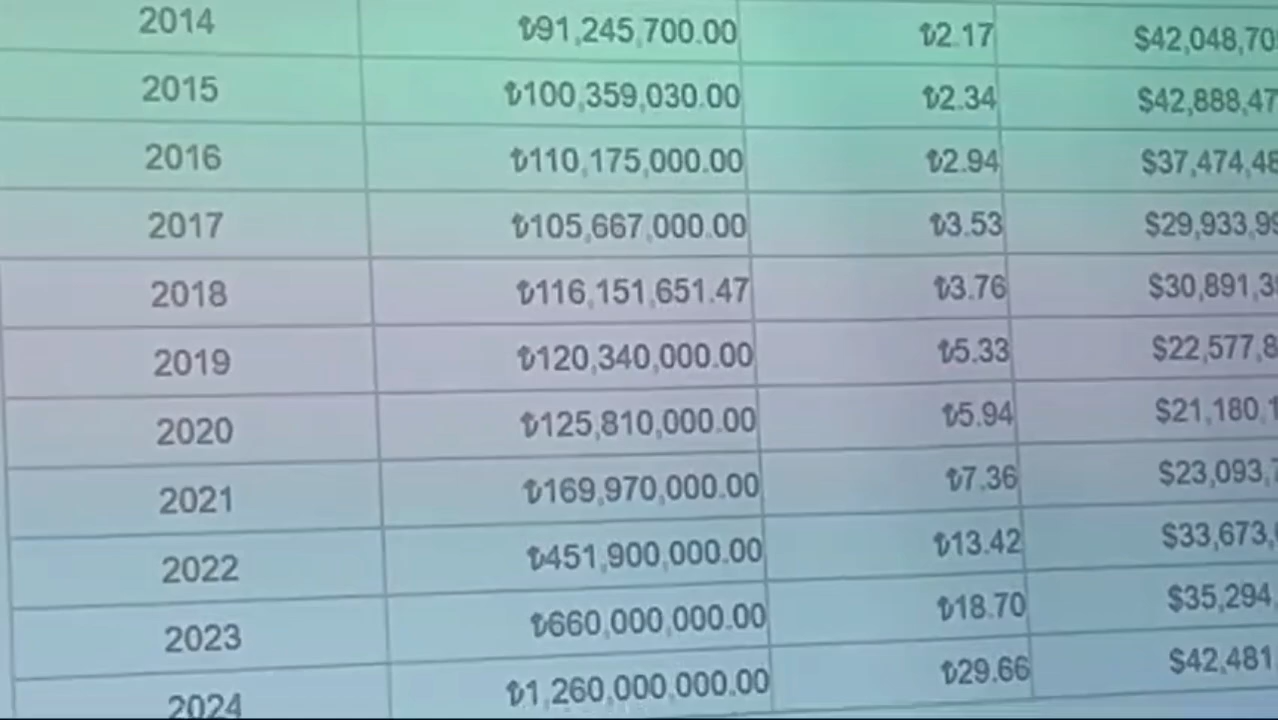 2014 ₺91,245,700.00 ₺2.17 $42,048,70
2015 ₺100,359,030.00 ₺2.34 $42,888,47
2016 ₺110,175,000.00 ₺2.94 $37,474,48
2017 ₺105,667,000.00 ₺3.53 $29,933,99
2018 ₺116,151,651.47 ₺3.76 $30,891,3
2019 ₺120,340,000.00 ₺5.33 $22,577,8
2020 ₺125,810,000.00 ₺5.94 $21,180,1
2021 ₺169,970,000.00 ₺7.36 $23,093,7
2022 ₺451,900,000.00 ₺13.42 $33,673,
2023 ₺660,000,000.00 ₺18.70 $35,294
2024 ₺1,260,000,000.00 ₺29.66 $42,481